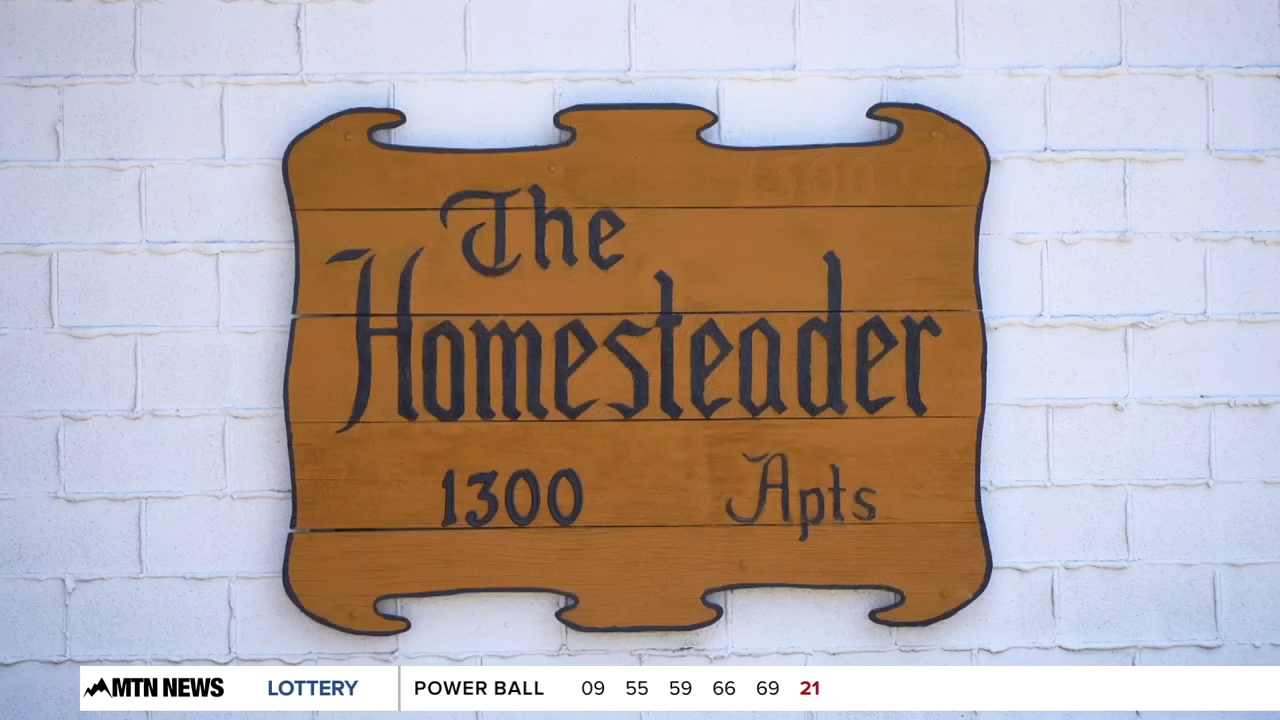 The
Homesteader
1300 Apts
MTN NEWS LOTTERY POWER BALL 09 55 59 66 69 21